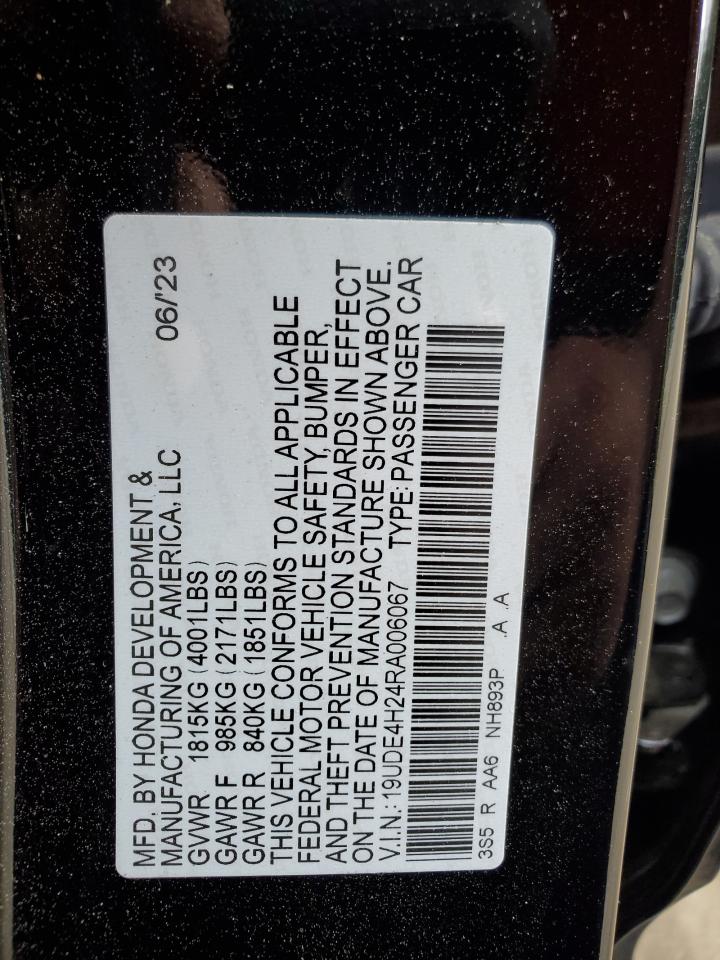 MFD. BY HONDA DEVELOPMENT &
MANUFACTURING OF AMERICA, LLC 06/'23
GVWR 1815KG (4001LBS)
GAWR F 985KG (2171LBS)
GAWR R 840KG (1851LBS)
THIS VEHICLE CONFORMS TO ALL APPLICABLE
FEDERAL MOTOR VEHICLE SAFETY, BUMPER,
AND THEFT PREVENTION STANDARDS IN EFFECT
ON THE DATE OF MANUFACTURE SHOWN ABOVE.
V.I.N.: 19UDE4H24RA006067 TYPE: PASSENGER CAR
3S5 R AA6 NH893P .A .A